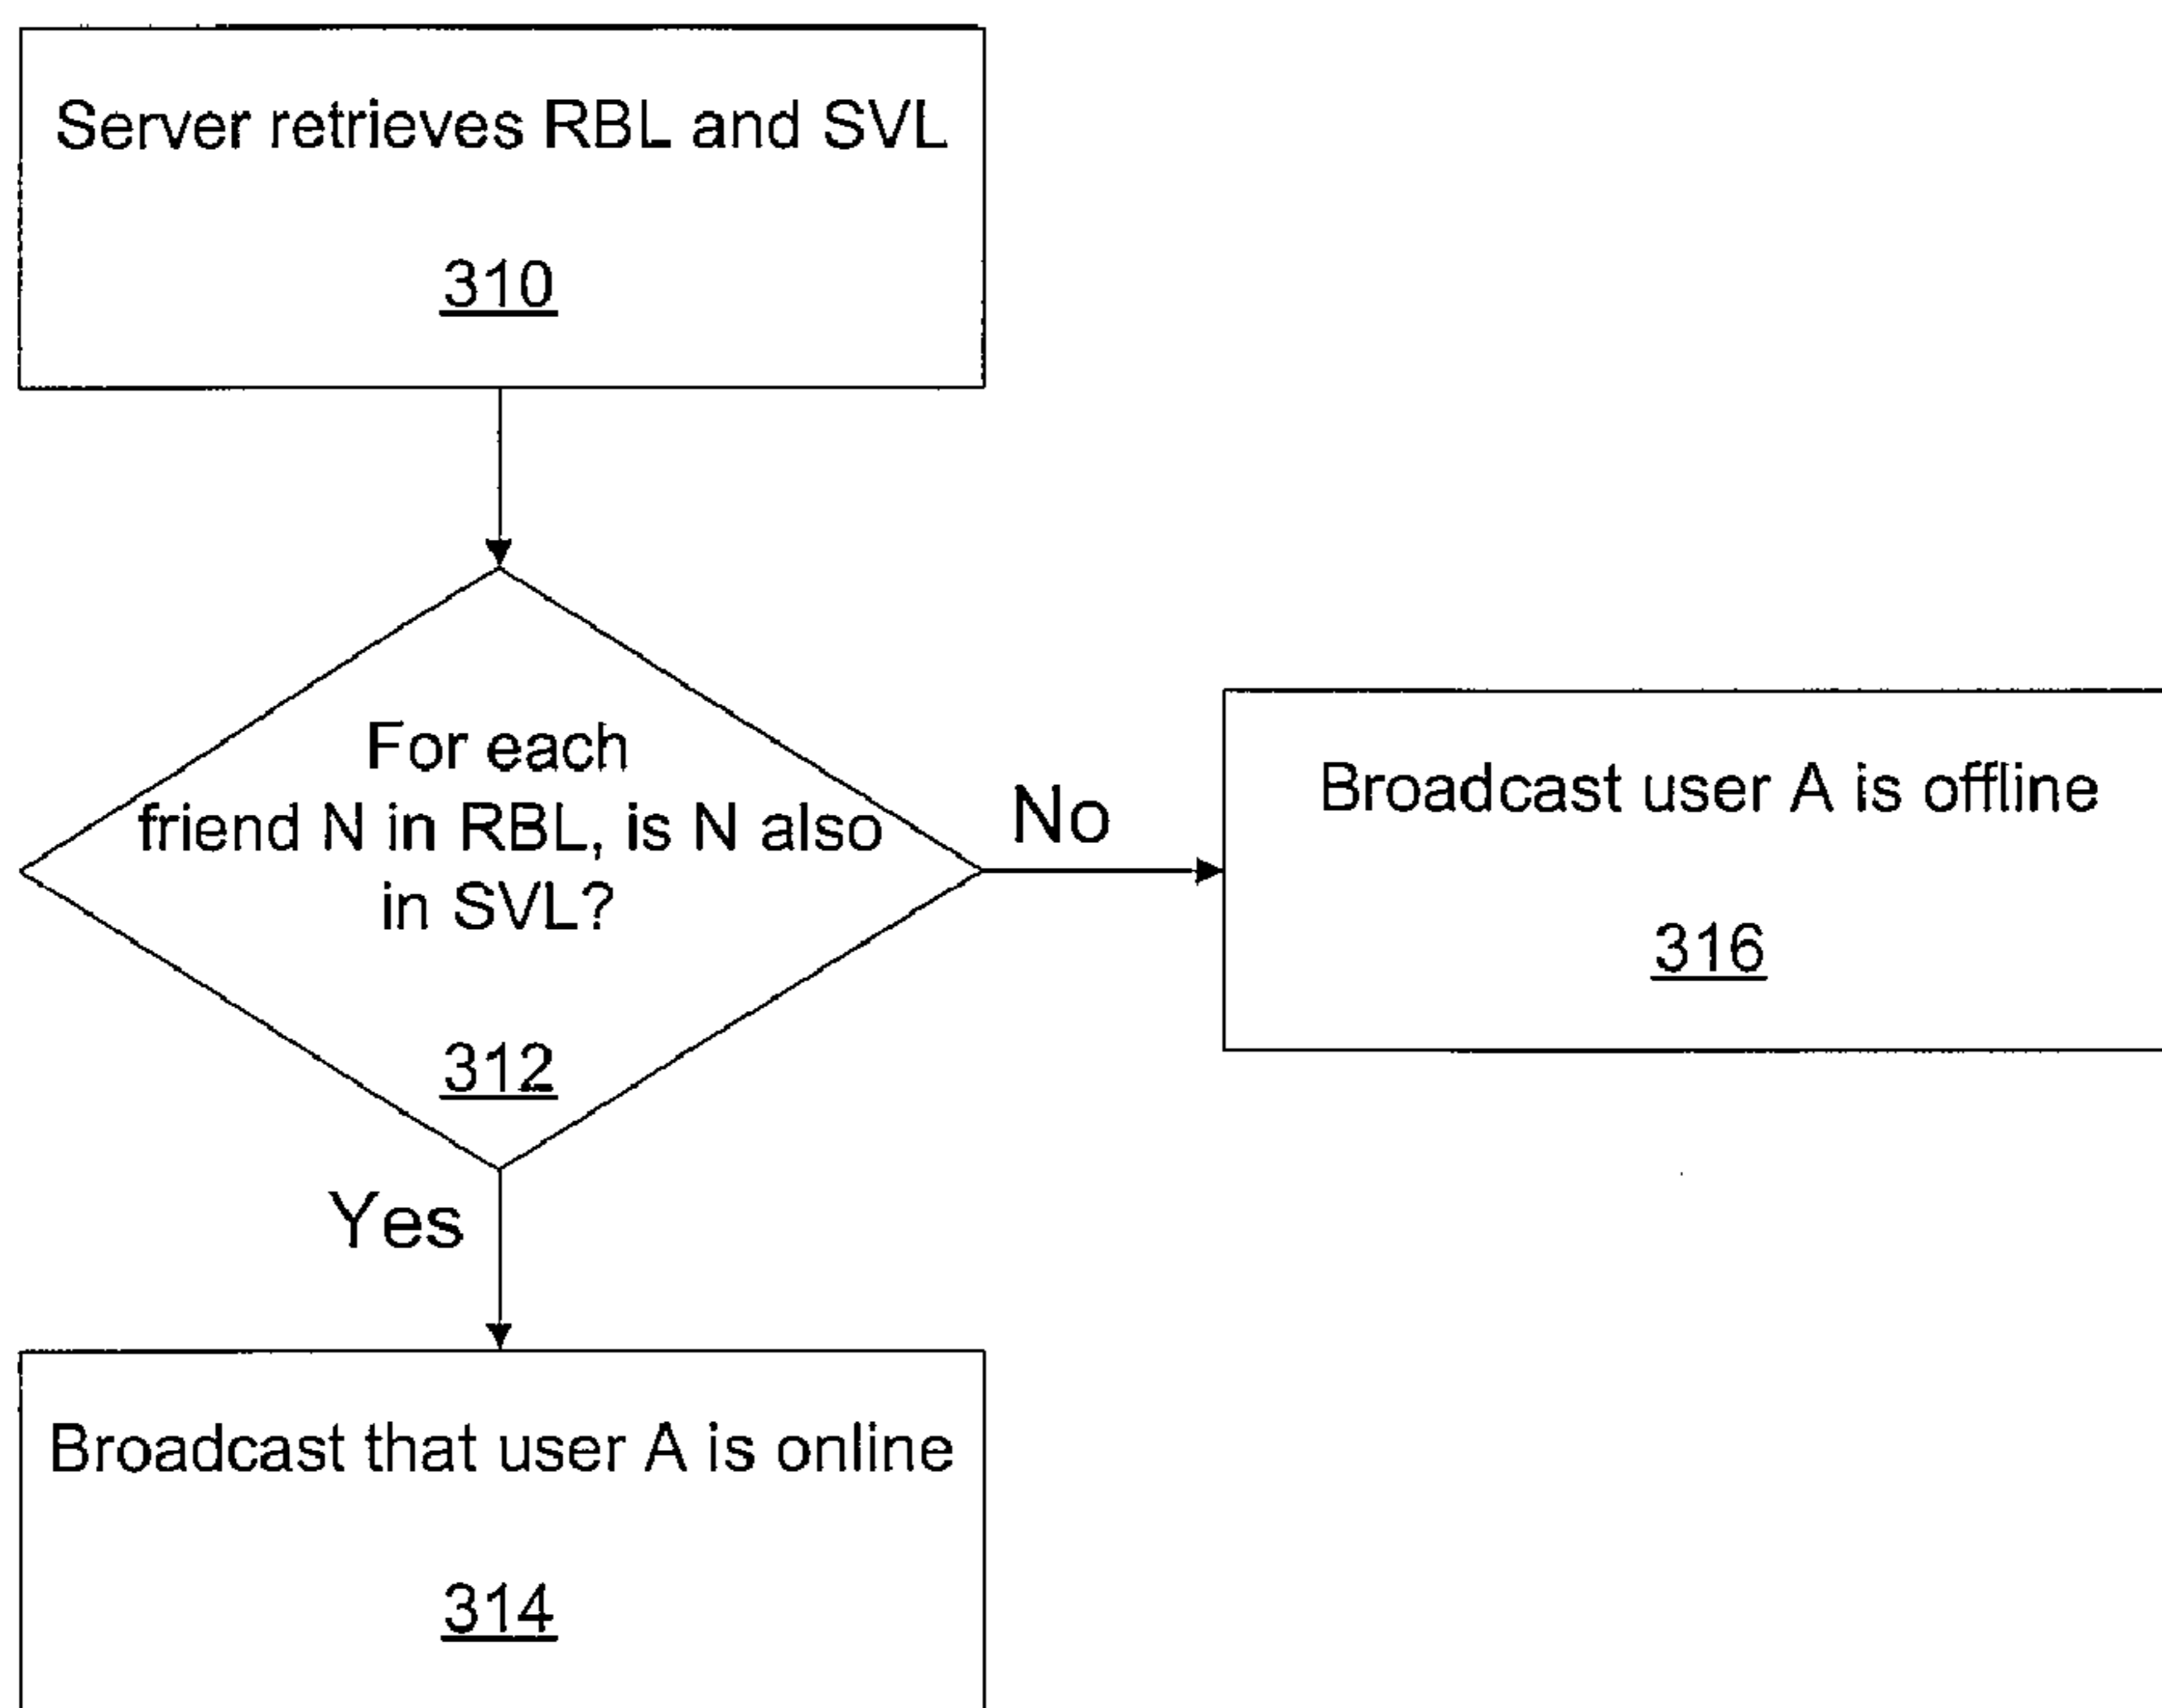 Server retrieves RBL and SVL
310
For each
friend N in RBL, is N also
in SVL?
312
No
Broadcast user A is offline
316
Yes
Broadcast that user A is online
314